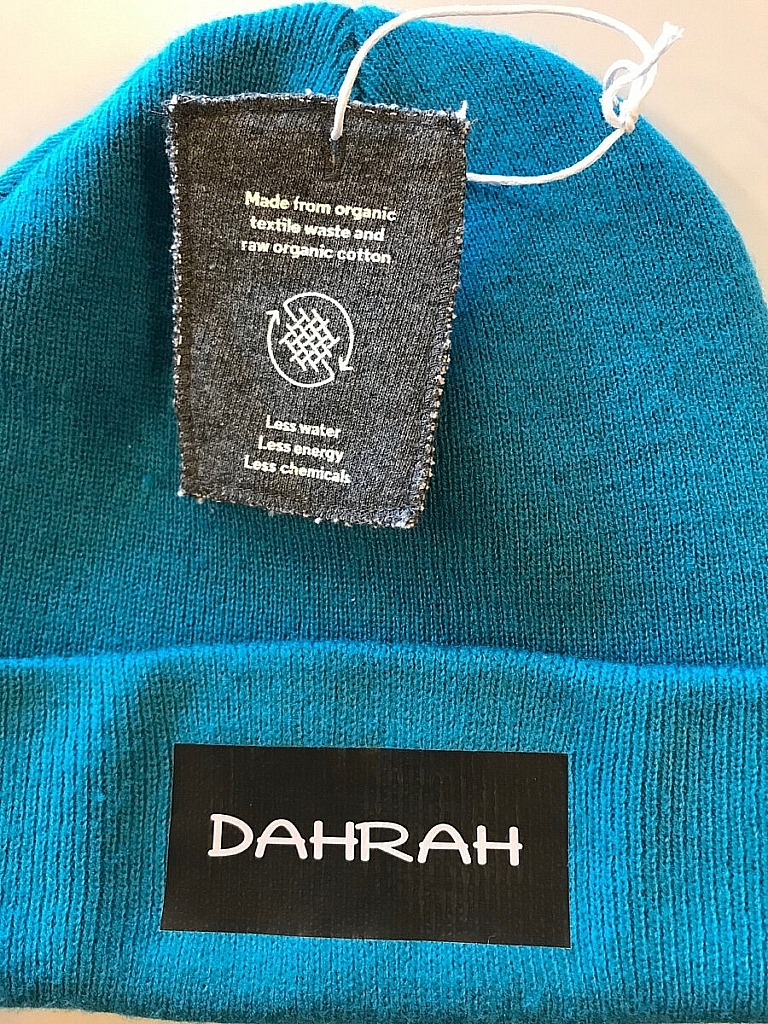 Made from organic
textile waste and
raw organic cotton
Less water
Less energy
Less chemicals
DAHRAH